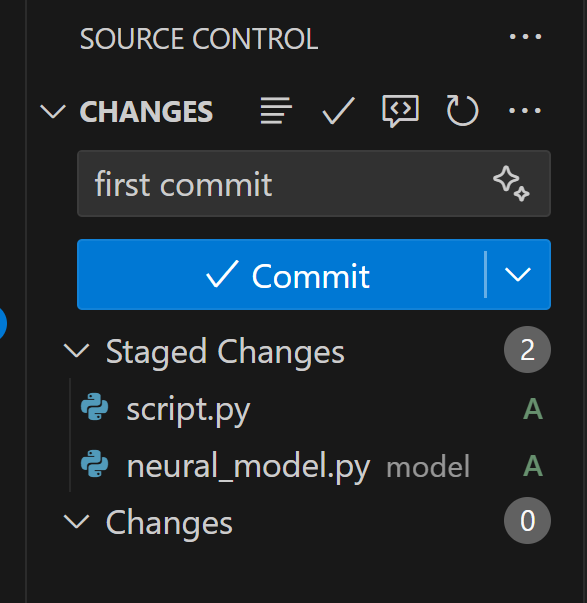 SOURCE CONTROL
CHANGES
first commit
Commit
Staged Changes 2
script.py A
neural_model.py model A
Changes 0